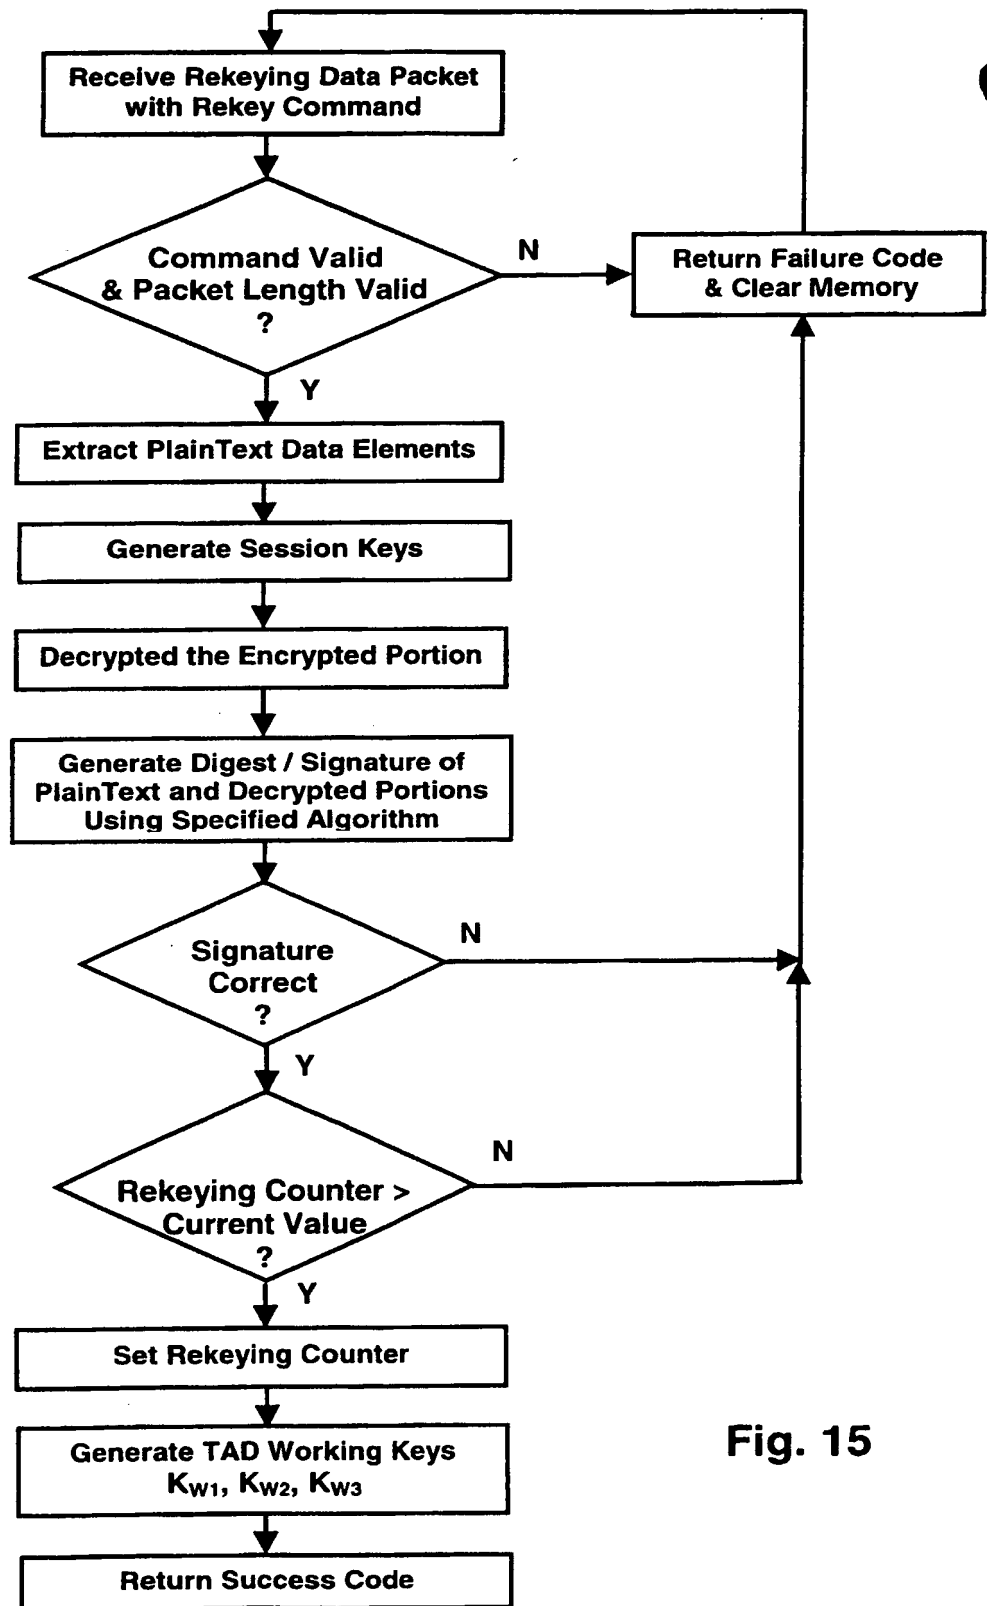 Receive Rekeying Data Packet
with Rekey Command
Command Valid
& Packet Length Valid
?
N
Return Failure Code
& Clear Memory
Y
Extract PlainText Data Elements
Generate Session Keys
Decrypted the Encrypted Portion
Generate Digest / Signature of
PlainText and Decrypted Portions
Using Specified Algorithm
Signature
Correct
?
N
Y
Rekeying Counter >
Current Value
?
N
Y
Set Rekeying Counter
Generate TAD Working Keys
KW1, KW2, KW3
Return Success Code
Fig. 15